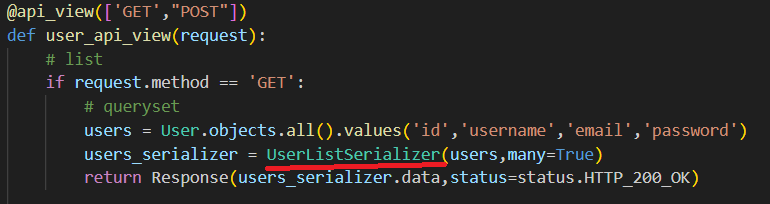 @api_view(['GET',"POST"])
def user_api_view(request):
# list
if request.method == 'GET':
# queryset
users = User.objects.all().values('id','username','email','password')
users_serializer = UserListSerializer(users,many=True)
return Response(users_serializer.data,status=status.HTTP_200_OK)